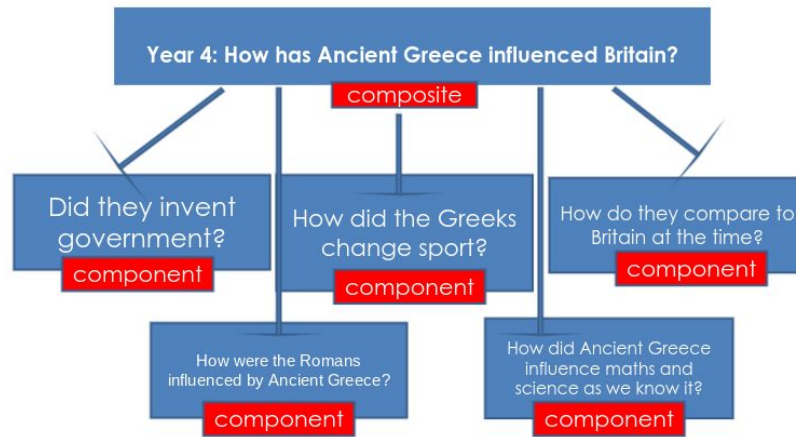 Year 4: How has Ancient Greece influenced Britain?
composite
Did they invent
government?
component
How did the Greeks
change sport?
component
How do they compare to
Britain at the time?
component
How were the Romans
influenced by Ancient Greece?
component
How did Ancient Greece
influence maths and
science as we know it?
component